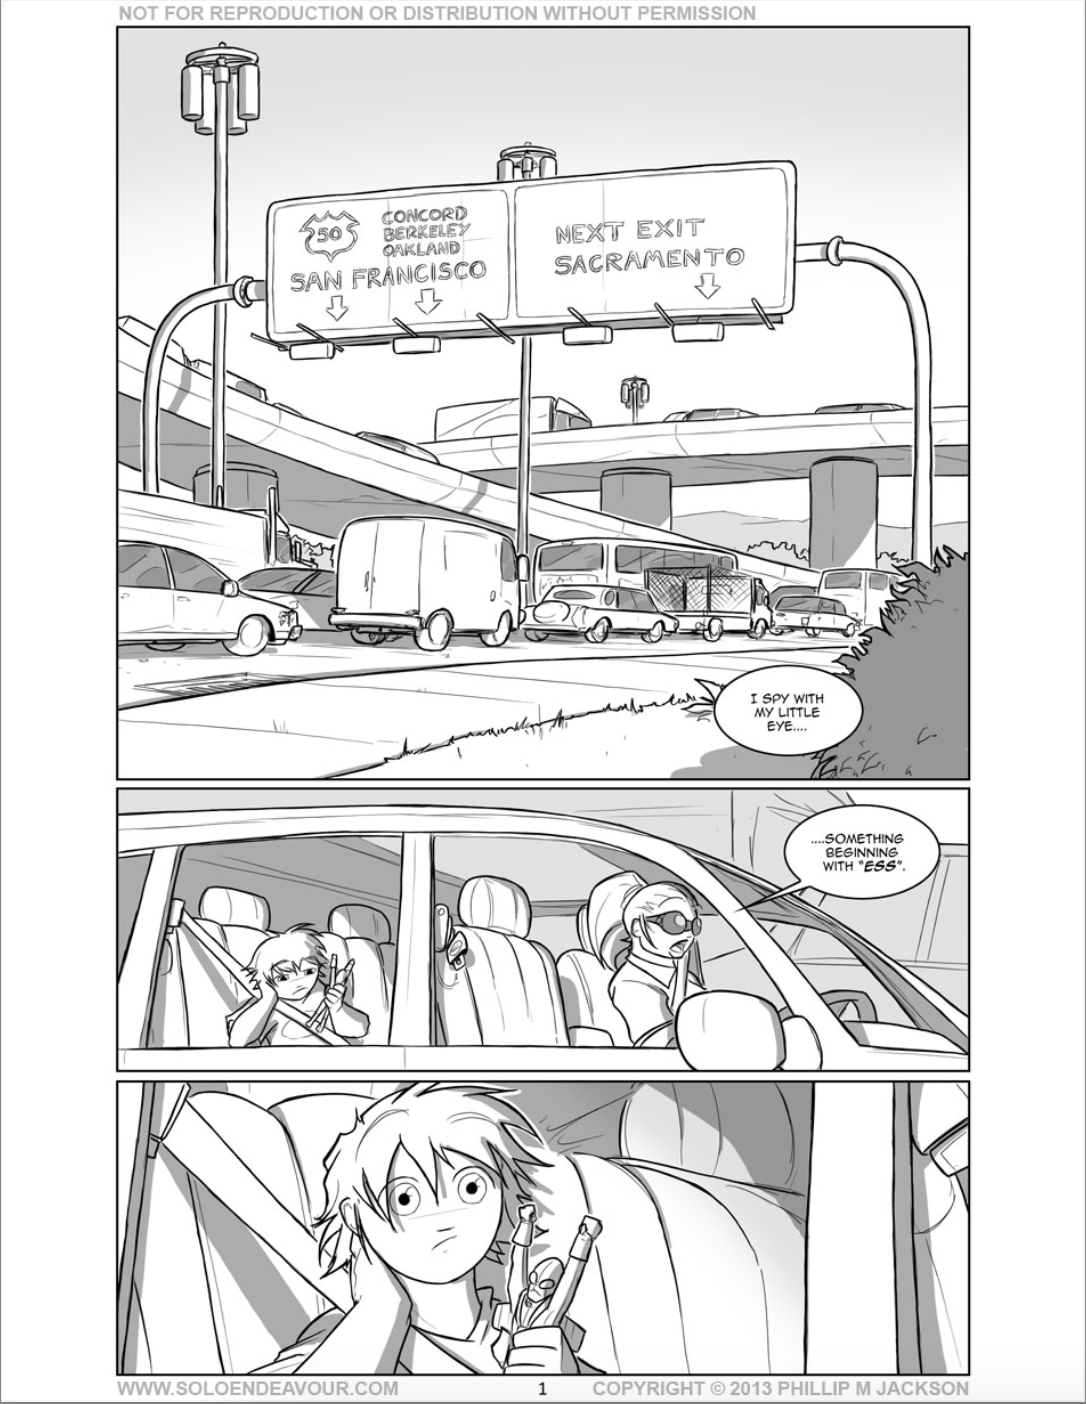 NOT FOR REPRODUCTION OR DISTRIBUTION WITHOUT PERMISSION
50
CONCORD
BERKELEY
OAKLAND
SAN FRANCISCO
NEXT EXIT
SACRAMENTO
I SPY WITH
MY LITTLE
EYE....
....SOMETHING
BEGINNING
WITH "ESS".
WWW.SOLOENDEAVOUR.COM
1
COPYRIGHT © 2013 PHILLIP M JACKSON